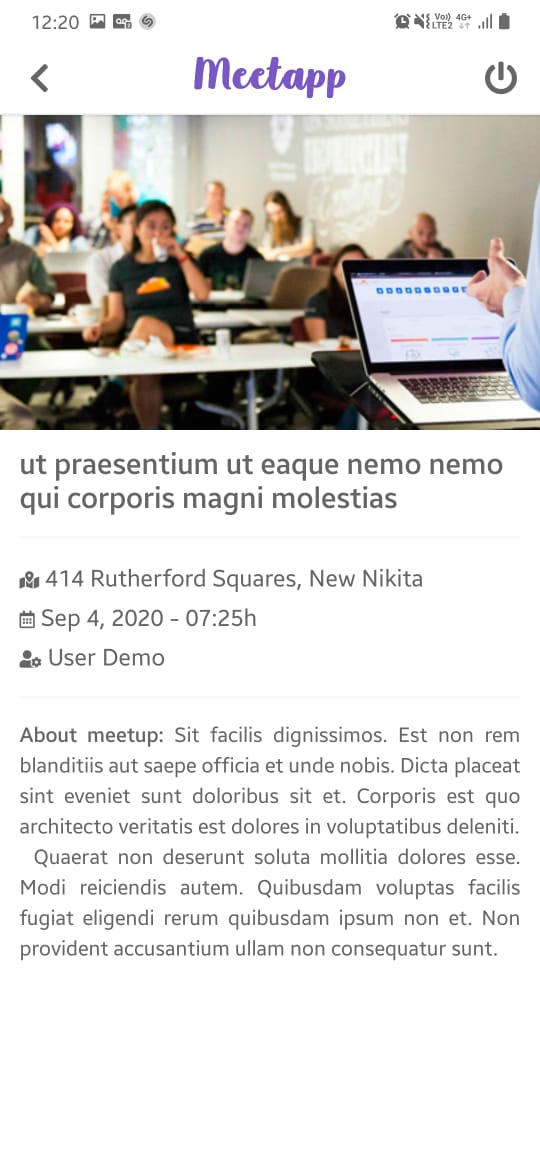 12:20
Vo)) 4G+
LTE2
Meetapp
ut praesentium ut eaque nemo nemo
qui corporis magni molestias
414 Rutherford Squares, New Nikita
Sep 4, 2020 - 07:25h
User Demo
About meetup: Sit facilis dignissimos. Est non rem
blanditiis aut saepe officia et unde nobis. Dicta placeat
sint eveniet sunt doloribus sit et. Corporis est quo
architecto veritatis est dolores in voluptatibus deleniti.
Quaerat non deserunt soluta mollitia dolores esse.
Modi reiciendis autem. Quibusdam voluptas facilis
fugiat eligendi rerum quibusdam ipsum non et. Non
provident accusantium ullam non consequatur sunt.